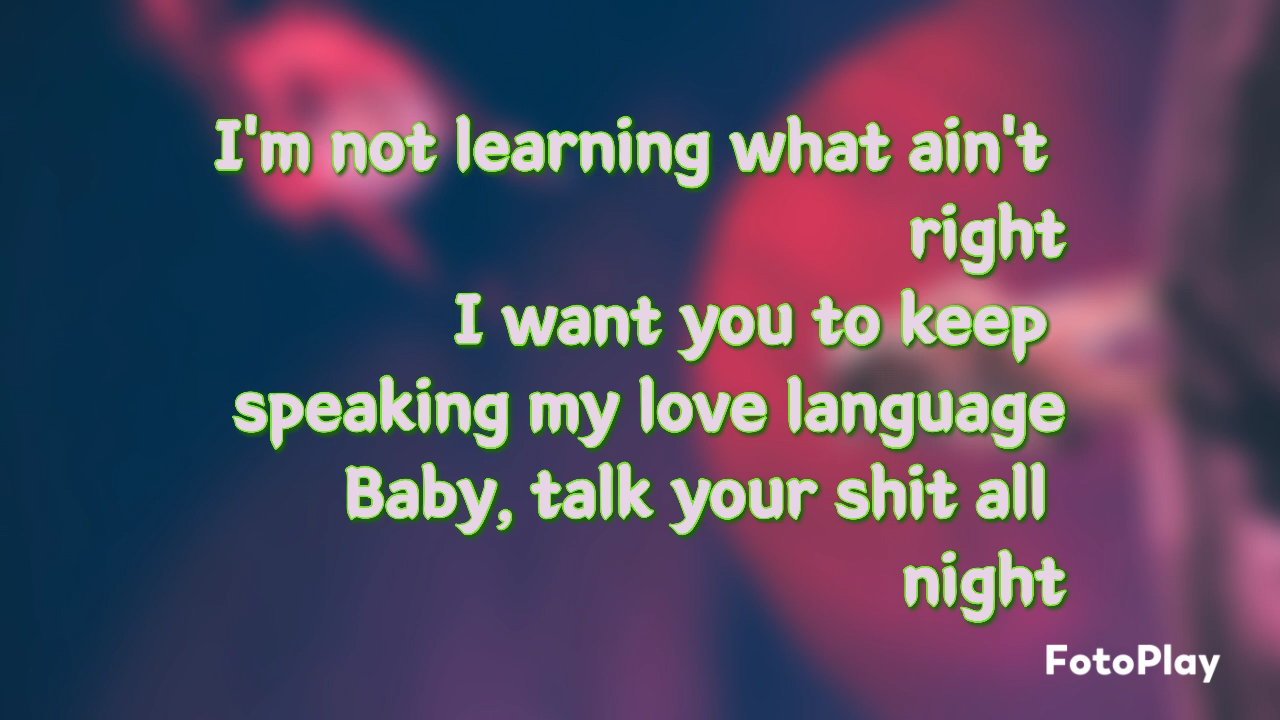 I'm not learning what ain't
right
I want you to keep
speaking my love language
Baby, talk your shit all
night
FotoPlay